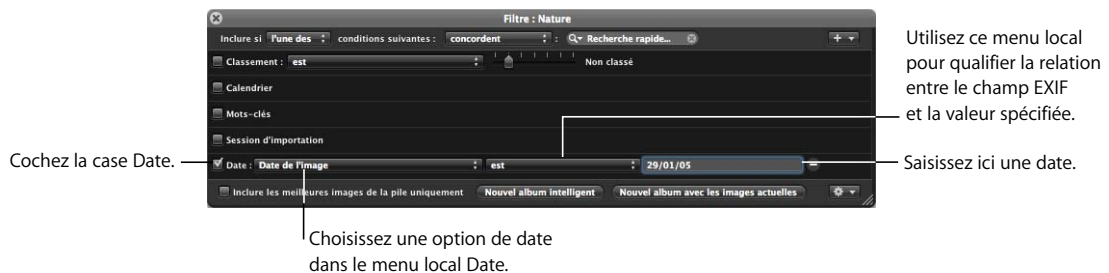 Filtre : Nature
Inclure si l'une des conditions suivantes : concordent : Recherche rapide...
Classement : est Non classé
Calendrier
Mots-clés
Session d'importation
Date : Date de l'image est 29/01/05
Inclure les meilleures images de la pile uniquement Nouvel album intelligent Nouvel album avec les images actuelles
Utilisez ce menu local
pour qualifier la relation
entre le champ EXIF
et la valeur spécifiée.
Cochez la case Date.
Saisissez ici une date.
Choisissez une option de date
dans le menu local Date.